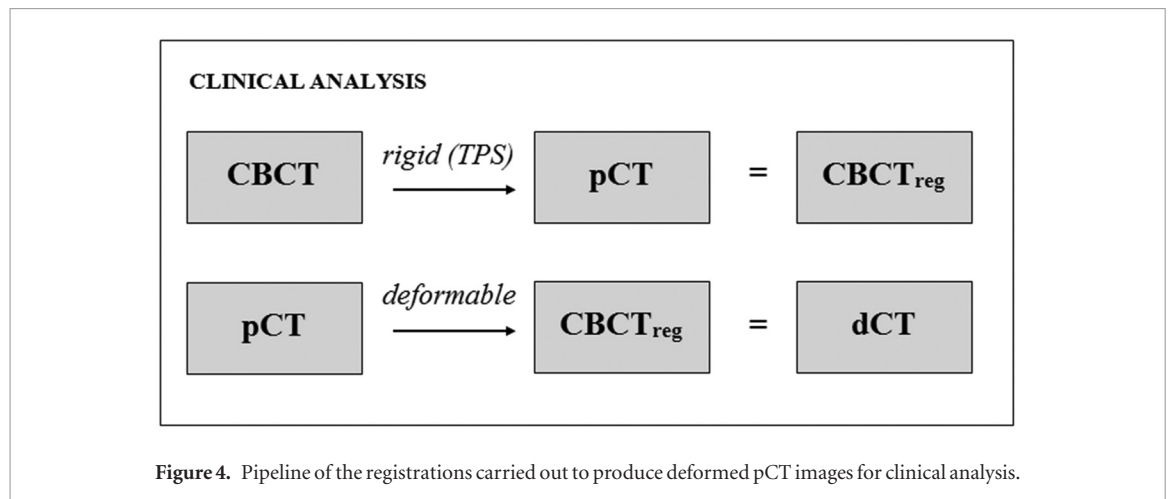 CLINICAL ANALYSIS
rigid (TPS)
CBCT pCT = CBCTreg
deformable
pCT CBCTreg = dCT
Figure 4. Pipeline of the registrations carried out to produce deformed pCT images for clinical analysis.